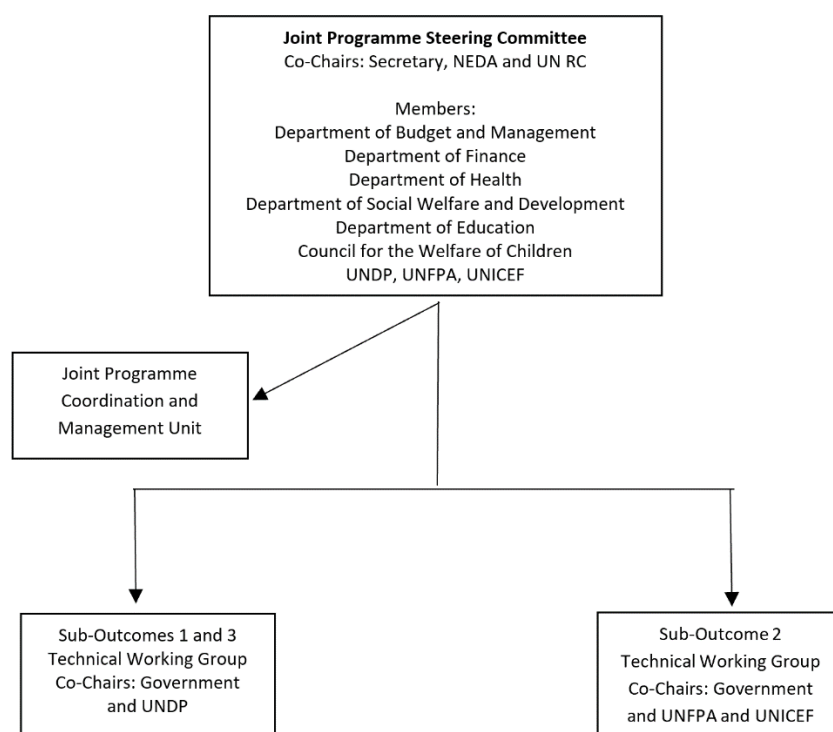 Joint Programme Steering Committee
Co-Chairs: Secretary, NEDA and UN RC
Members:
Department of Budget and Management
Department of Finance
Department of Health
Department of Social Welfare and Development
Department of Education
Council for the Welfare of Children
UNDP, UNFPA, UNICEF
Joint Programme
Coordination and
Management Unit
Sub-Outcomes 1 and 3
Technical Working Group
Co-Chairs: Government
and UNDP
Sub-Outcome 2
Technical Working Group
Co-Chairs: Government
and UNFPA and UNICEF